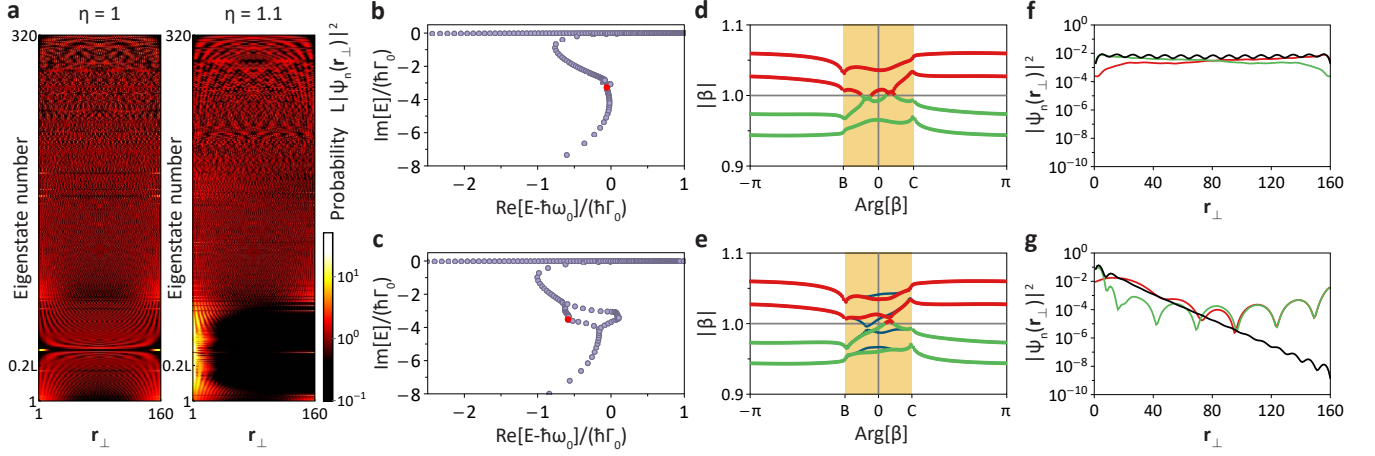 a
η = 1
η = 1.1
320
320
Eigenstate number
Eigenstate number
0.2L
0.2L
1
1
1
160
1
160
r⊥
r⊥
Probability L|ψn(r⊥)|²
10¹
10⁰
10⁻¹
b
Im[E]/(ħΓ0)
0
−2
−4
−6
−8
−2
−1
0
1
Re[E-ħω0]/(ħΓ0)
c
Im[E]/(ħΓ0)
0
−2
−4
−6
−8
−2
−1
0
1
Re[E-ħω0]/(ħΓ0)
d
|β|
1.1
1.0
0.9
−π
B
0
C
π
Arg[β]
e
|β|
1.1
1.0
0.9
−π
B
0
C
π
Arg[β]
f
|ψn(r⊥)|²
10⁰
10⁻²
10⁻⁴
10⁻⁶
10⁻⁸
10⁻¹⁰
0
40
80
120
160
r⊥
g
|ψn(r⊥)|²
10⁰
10⁻²
10⁻⁴
10⁻⁶
10⁻⁸
10⁻¹⁰
0
40
80
120
160
r⊥